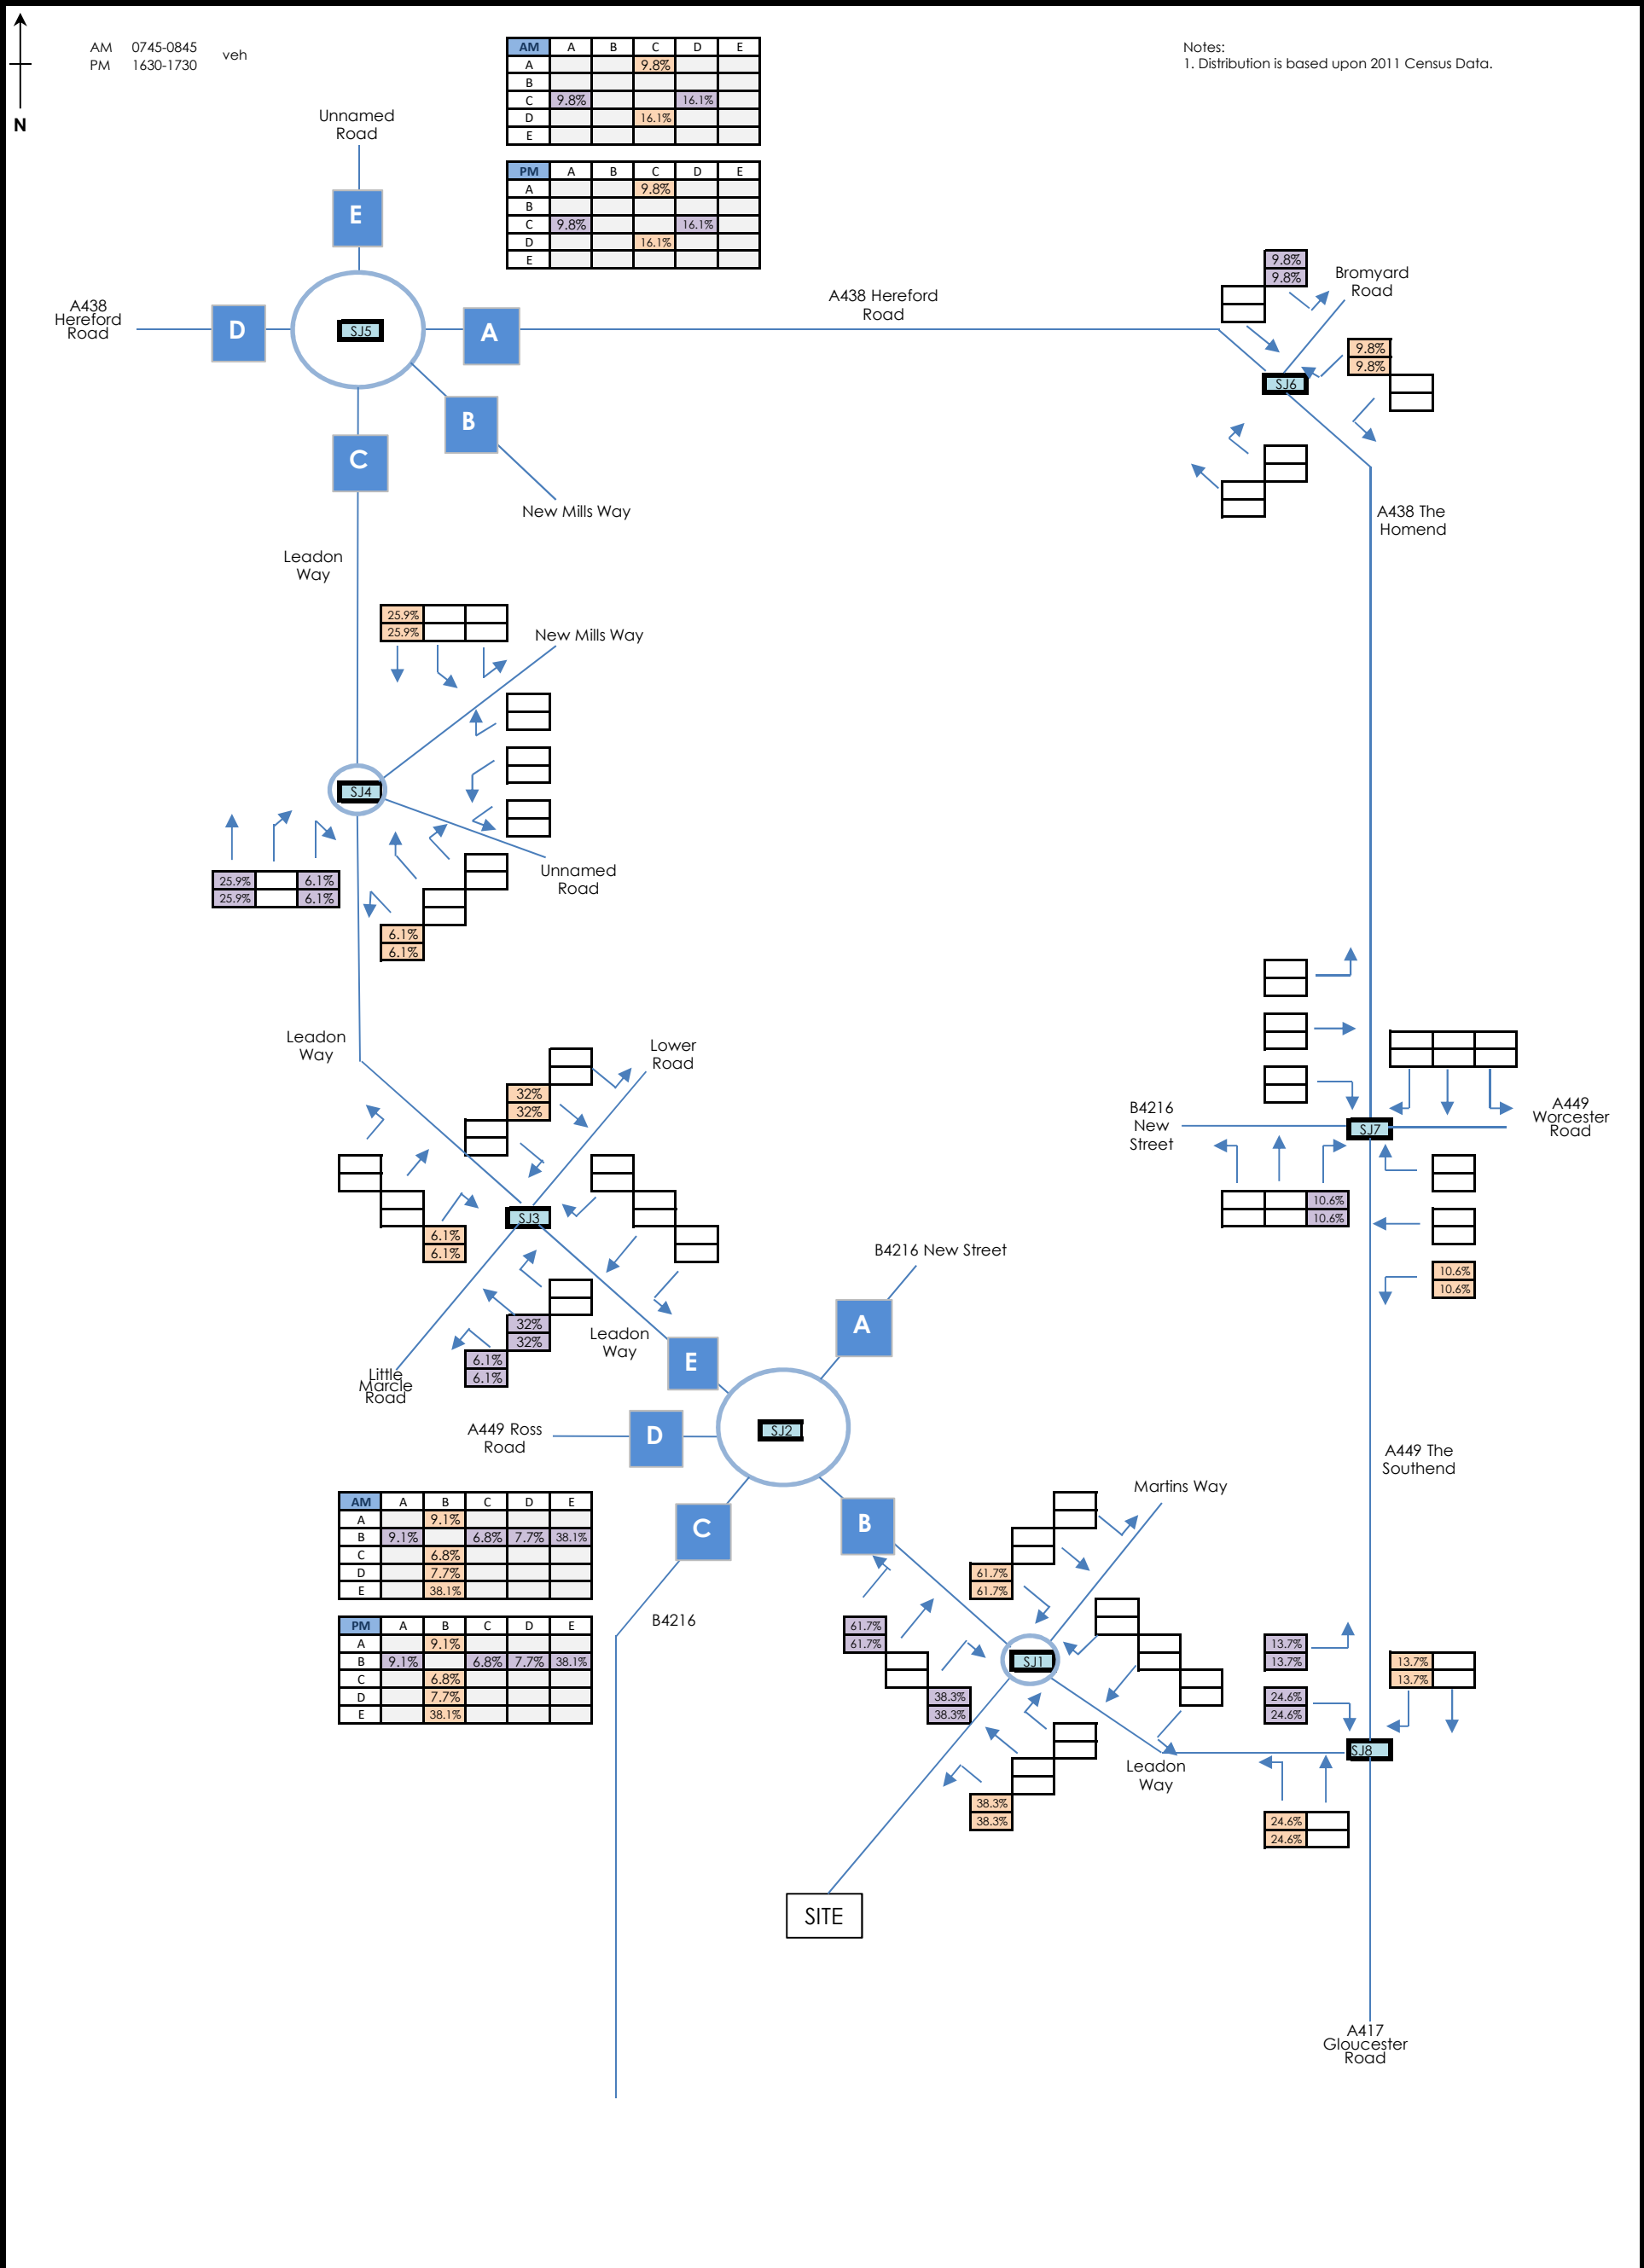 AM 0745-0845 veh
PM 1630-1730
N
Notes:
1. Distribution is based upon 2011 Census Data.
AM A B C D E
A 9.8%
B
C 9.8% 16.1%
D 16.1%
E
PM A B C D E
A 9.8%
B
C 9.8% 16.1%
D 16.1%
E
Unnamed
Road
E
A438
Hereford
Road
D
SJ5
A
A438 Hereford
Road
B
C
New Mills Way
9.8%
9.8%
Bromyard
Road
9.8%
9.8%
SJ6
A438 The
Homend
Leadon
Way
25.9%
25.9%
New Mills Way
SJ4
Unnamed
Road
25.9% 6.1%
25.9% 6.1%
6.1%
6.1%
Leadon
Way
Lower
Road
32%
32%
6.1%
6.1%
SJ3
32%
32%
6.1%
6.1%
Leadon
Way
Little
Marcle
Road
B4216
New
Street
SJ7
A449
Worcester
Road
10.6%
10.6%
10.6%
10.6%
B4216 New Street
A
E
A449 Ross
Road
D
SJ2
C
B
A449 The
Southend
AM A B C D E
A 9.1%
B 9.1% 6.8% 7.7% 38.1%
C 6.8%
D 7.7%
E 38.1%
PM A B C D E
A 9.1%
B 9.1% 6.8% 7.7% 38.1%
C 6.8%
D 7.7%
E 38.1%
B4216
Martins Way
61.7%
61.7%
61.7%
61.7%
38.3%
38.3%
SJ1
38.3%
38.3%
Leadon
Way
13.7%
13.7%
24.6%
24.6%
13.7%
13.7%
SJ8
24.6%
24.6%
SITE
A417
Gloucester
Road